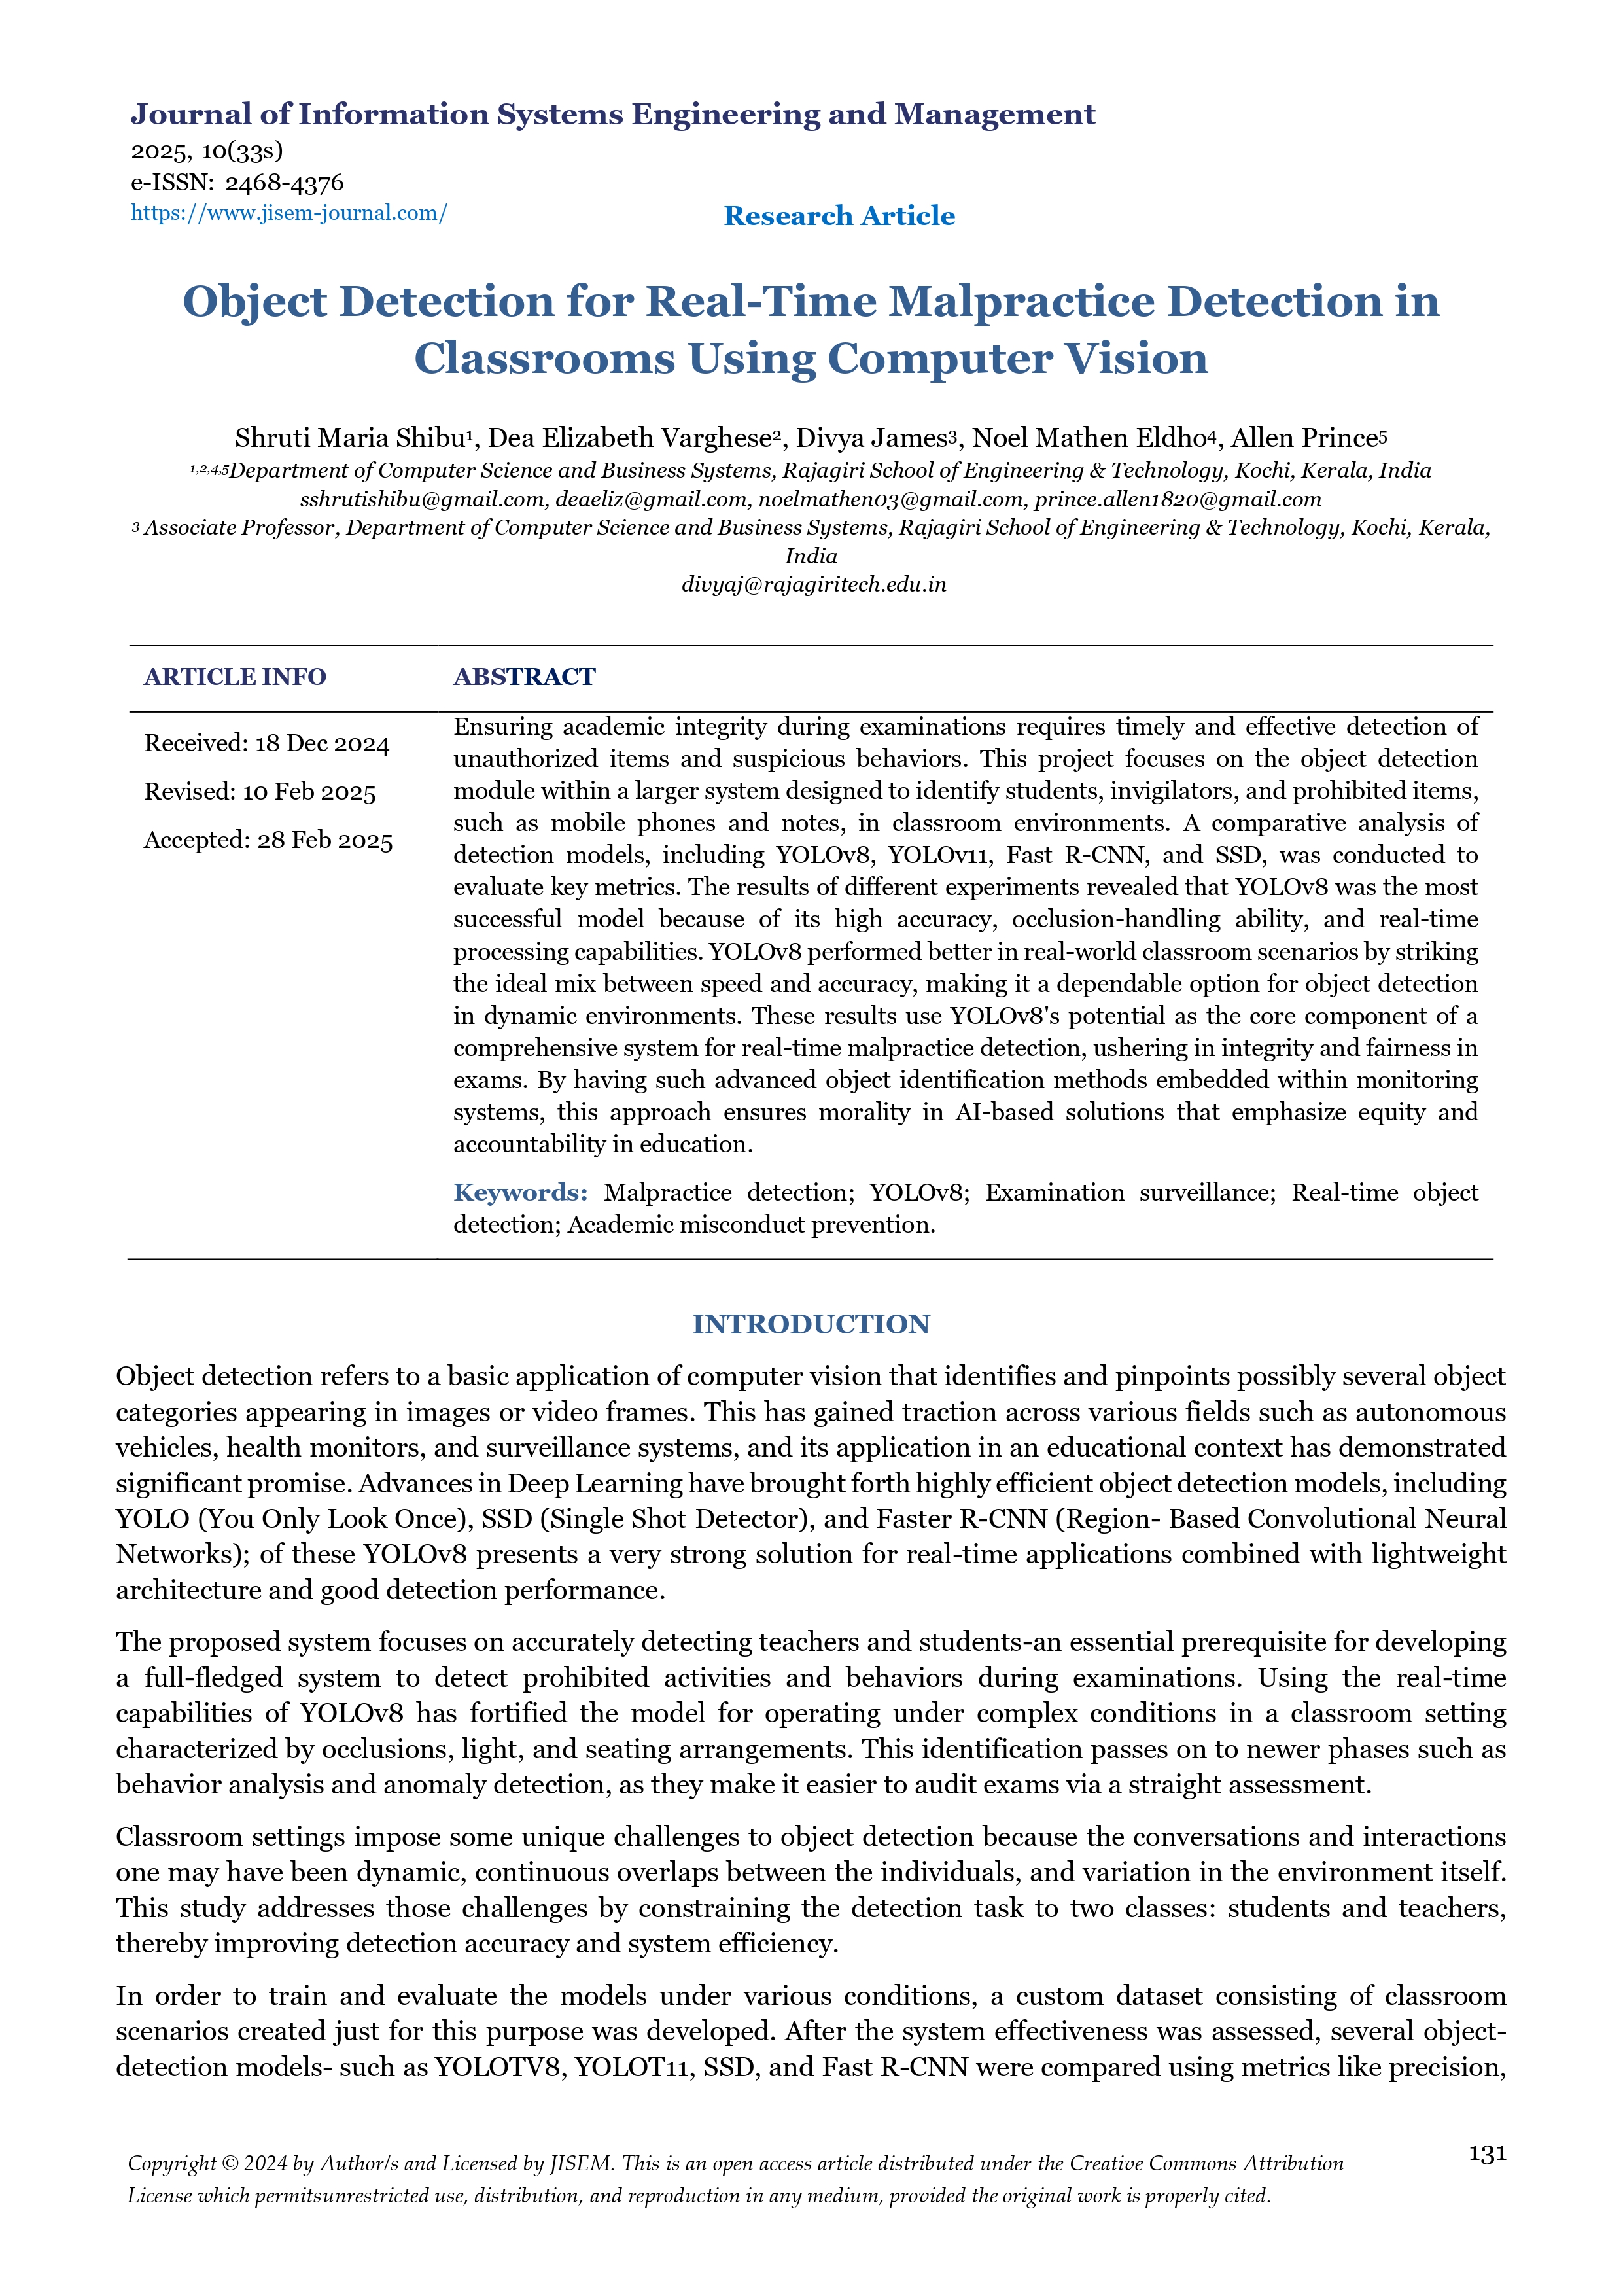 Journal of Information Systems Engineering and Management
2025, 10(33s)
e-ISSN: 2468-4376
https://www.jisem-journal.com/
Research Article
Object Detection for Real-Time Malpractice Detection in
Classrooms Using Computer Vision
Shruti Maria Shibu1, Dea Elizabeth Varghese2, Divya James3, Noel Mathen Eldho4, Allen Prince5
1,2,4,5Department of Computer Science and Business Systems, Rajagiri School of Engineering & Technology, Kochi, Kerala, India
sshrutishibu@gmail.com, deaeliz@gmail.com, noelmathen03@gmail.com, prince.allen1820@gmail.com
3 Associate Professor, Department of Computer Science and Business Systems, Rajagiri School of Engineering & Technology, Kochi, Kerala,
India
divyaj@rajagiritech.edu.in
ARTICLE INFO
Received: 18 Dec 2024
Revised: 10 Feb 2025
Accepted: 28 Feb 2025
ABSTRACT
Ensuring academic integrity during examinations requires timely and effective detection of
unauthorized items and suspicious behaviors. This project focuses on the object detection
module within a larger system designed to identify students, invigilators, and prohibited items,
such as mobile phones and notes, in classroom environments. A comparative analysis of
detection models, including YOLOv8, YOLOv11, Fast R-CNN, and SSD, was conducted to
evaluate key metrics. The results of different experiments revealed that YOLOv8 was the most
successful model because of its high accuracy, occlusion-handling ability, and real-time
processing capabilities. YOLOv8 performed better in real-world classroom scenarios by striking
the ideal mix between speed and accuracy, making it a dependable option for object detection
in dynamic environments. These results use YOLOv8's potential as the core component of a
comprehensive system for real-time malpractice detection, ushering in integrity and fairness in
exams. By having such advanced object identification methods embedded within monitoring
systems, this approach ensures morality in AI-based solutions that emphasize equity and
accountability in education.
Keywords: Malpractice detection; YOLOv8; Examination surveillance; Real-time object
detection; Academic misconduct prevention.
INTRODUCTION
Object detection refers to a basic application of computer vision that identifies and pinpoints possibly several object
categories appearing in images or video frames. This has gained traction across various fields such as autonomous
vehicles, health monitors, and surveillance systems, and its application in an educational context has demonstrated
significant promise. Advances in Deep Learning have brought forth highly efficient object detection models, including
YOLO (You Only Look Once), SSD (Single Shot Detector), and Faster R-CNN (Region- Based Convolutional Neural
Networks); of these YOLOv8 presents a very strong solution for real-time applications combined with lightweight
architecture and good detection performance.
The proposed system focuses on accurately detecting teachers and students-an essential prerequisite for developing
a full-fledged system to detect prohibited activities and behaviors during examinations. Using the real-time
capabilities of YOLOv8 has fortified the model for operating under complex conditions in a classroom setting
characterized by occlusions, light, and seating arrangements. This identification passes on to newer phases such as
behavior analysis and anomaly detection, as they make it easier to audit exams via a straight assessment.
Classroom settings impose some unique challenges to object detection because the conversations and interactions
one may have been dynamic, continuous overlaps between the individuals, and variation in the environment itself.
This study addresses those challenges by constraining the detection task to two classes: students and teachers,
thereby improving detection accuracy and system efficiency.
In order to train and evaluate the models under various conditions, a custom dataset consisting of classroom
scenarios created just for this purpose was developed. After the system effectiveness was assessed, several object-
detection models- such as YOLOTV8, YOLOT11, SSD, and Fast R-CNN were compared using metrics like precision,
131
Copyright © 2024 by Author/s and Licensed by JISEM. This is an open access article distributed under the Creative Commons Attribution
License which permitsunrestricted use, distribution, and reproduction in any medium, provided the original work is properly cited.